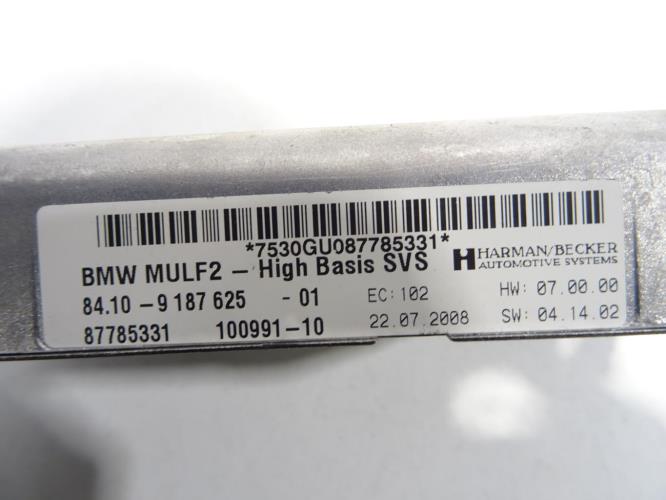 *7530GU087785331*
BMW MULF2 – High Basis SVS HARMAN/BECKER
AUTOMOTIVE SYSTEMS
84.10 – 9 187 625 - 01 EC: 102 HW: 07.00.00
87785331 100991–10 22.07.2008 SW: 04.14.02